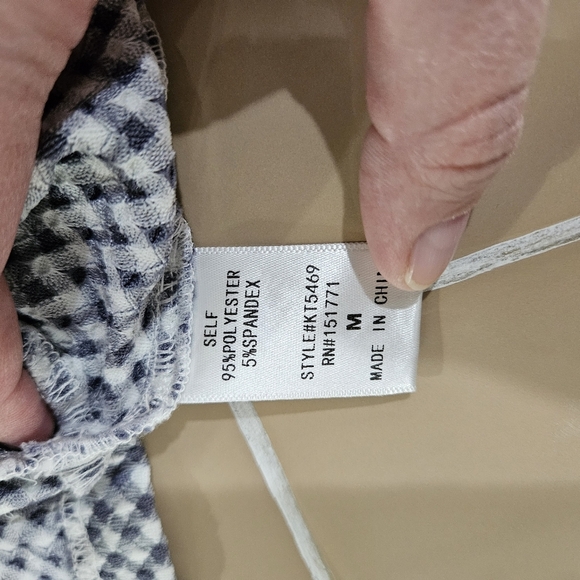 SELF
95%POLYESTER
5%SPANDEX
STYLE#KT5469
RN#151771
M
MADE IN